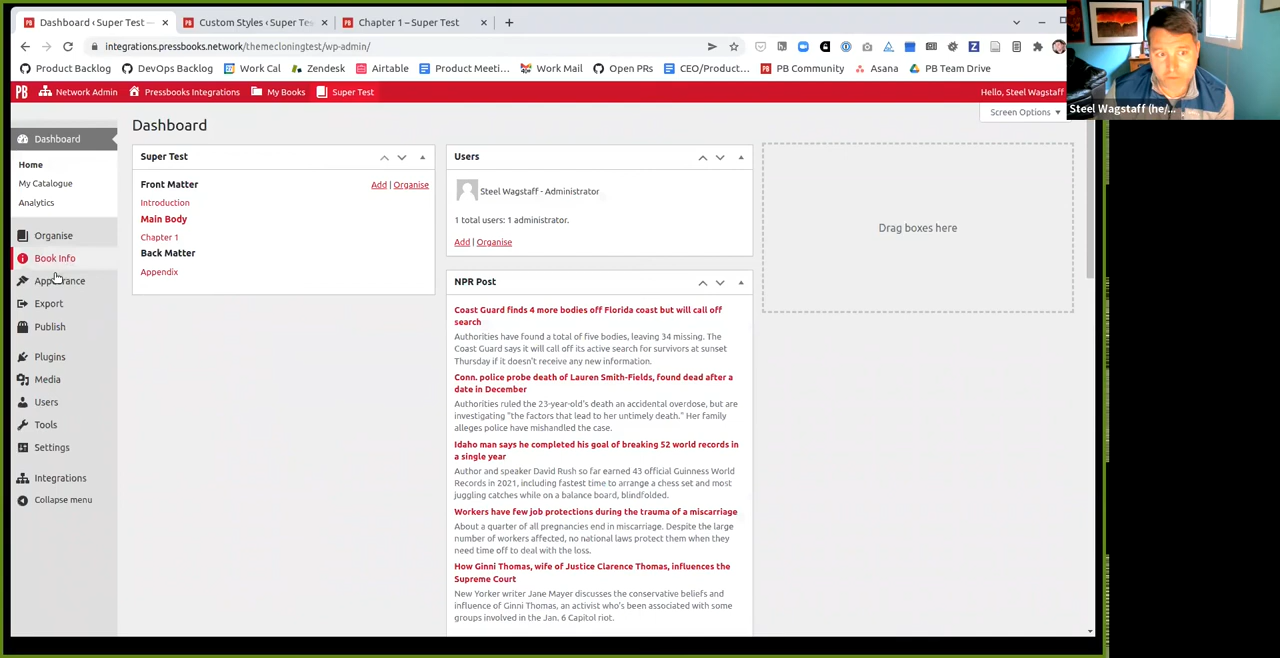 Dashboard ‹ Super Test —
Custom Styles ‹ Super Tes
Chapter 1 – Super Test
integrations.pressbooks.network/themecloningtest/wp-admin/
Product Backlog
DevOps Backlog
Work Cal
Zendesk
Airtable
Product Meeti...
Work Mail
Open PRs
CEO/Product...
PB Community
Asana
PB Team Drive
Steel Wagstaff (he/...
Network Admin
Pressbooks Integrations
My Books
Super Test
Hello, Steel Wagstaff
Screen Options
Dashboard
Home
My Catalogue
Analytics
Organise
Book Info
Appearance
Export
Publish
Plugins
Media
Users
Tools
Settings
Integrations
Collapse menu
Dashboard
Super Test
Front Matter
Add | Organise
Introduction
Main Body
Chapter 1
Back Matter
Appendix
Users
Steel Wagstaff - Administrator
1 total users: 1 administrator.
Add | Organise
NPR Post
Coast Guard finds 4 more bodies off Florida coast but will call off
search
Authorities have found a total of five bodies, leaving 34 missing. The
Coast Guard says it will call off its active search for survivors at sunset
Thursday if it doesn't receive any new information.
Conn. police probe death of Lauren Smith-Fields, found dead after a
date in December
Authorities ruled the 23-year-old's death an accidental overdose, but are
investigating "the factors that lead to her untimely death." Her family
alleges police have mishandled the case.
Idaho man says he completed his goal of breaking 52 world records in
a single year
Author and speaker David Rush so far earned 43 official Guinness World
Records in 2021, including fastest time to arrange a chess set and most
juggling catches while on a balance board, blindfolded.
Workers have few job protections during the trauma of a miscarriage
About a quarter of all pregnancies end in miscarriage. Despite the large
number of workers affected, no national laws protect them when they
need time off to deal with the loss.
How Ginni Thomas, wife of Justice Clarence Thomas, influences the
Supreme Court
New Yorker writer Jane Mayer discusses the conservative beliefs and
influence of Ginni Thomas, an activist who's been associated with some
groups involved in the Jan. 6 Capitol riot.
Drag boxes here